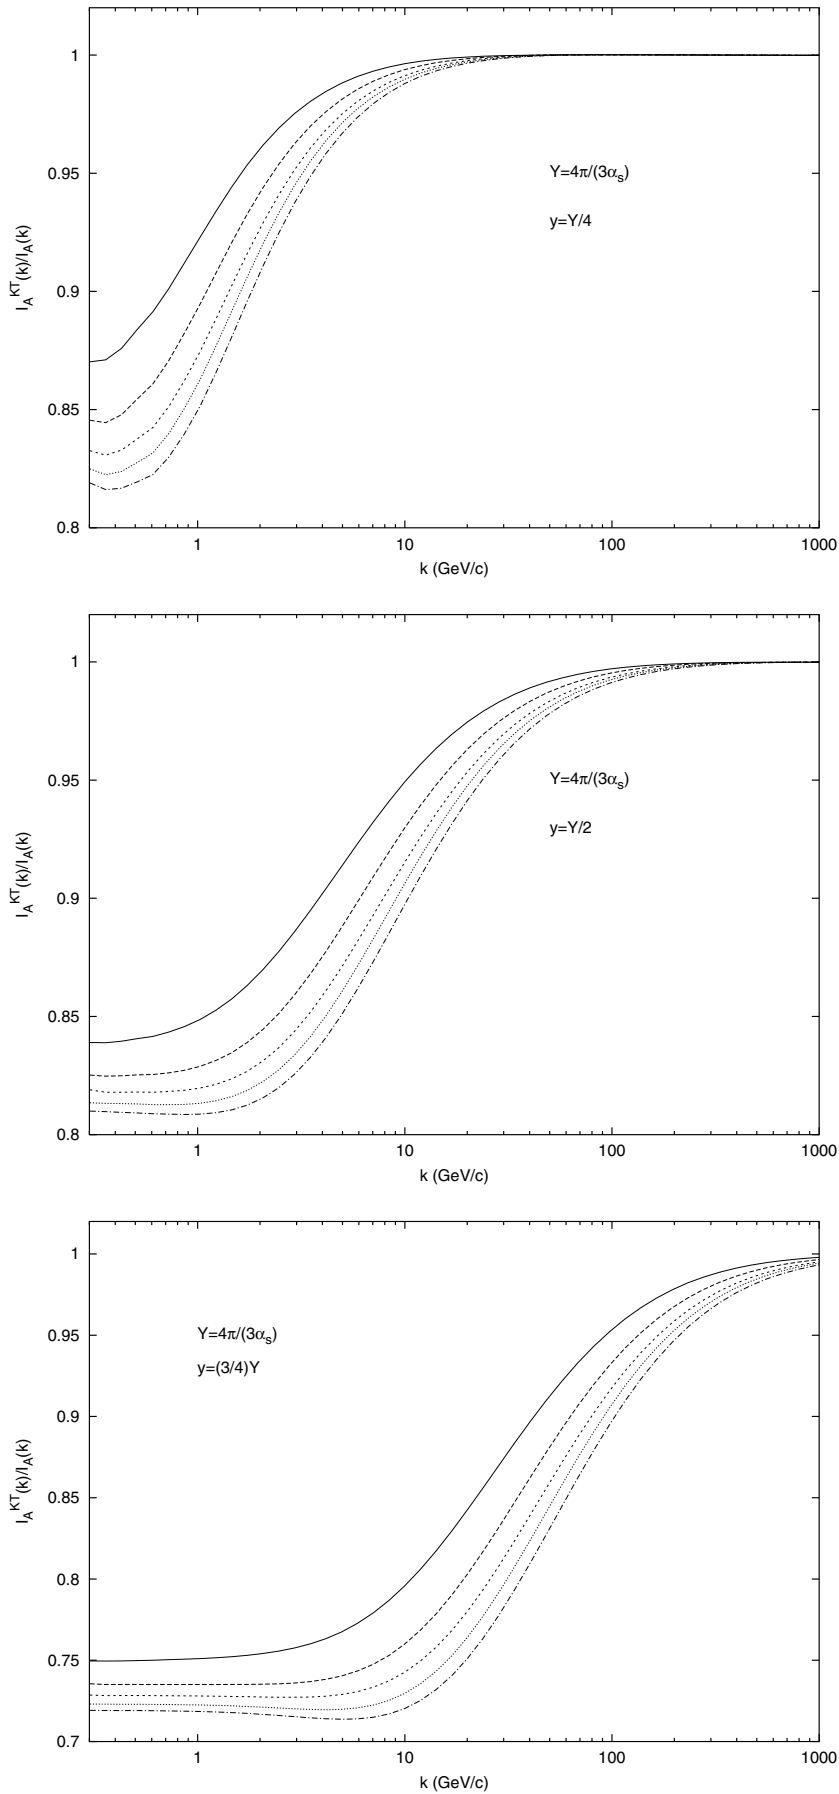 1
0.95
0.9
0.85
0.8
I_A^KT(k)/I_A(k)
Y=4π/(3α_s)
y=Y/4
1 10 100 1000
k (GeV/c)
1
0.95
0.9
0.85
0.8
I_A^KT(k)/I_A(k)
Y=4π/(3α_s)
y=Y/2
1 10 100 1000
k (GeV/c)
1
0.95
0.9
0.85
0.8
0.75
0.7
I_A^KT(k)/I_A(k)
Y=4π/(3α_s)
y=(3/4)Y
1 10 100 1000
k (GeV/c)